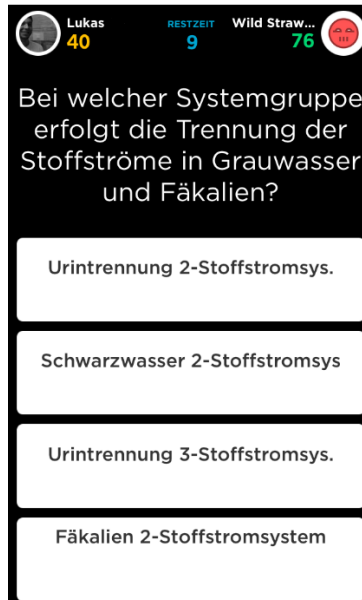 Lukas
40
RESTZEIT
9
Wild Straw...
76
Bei welcher Systemgruppe
erfolgt die Trennung der
Stoffströme in Grauwasser
und Fäkalien?
Urintrennung 2-Stoffstromsys.
Schwarzwasser 2-Stoffstromsys
Urintrennung 3-Stoffstromsys.
Fäkalien 2-Stoffstromsystem